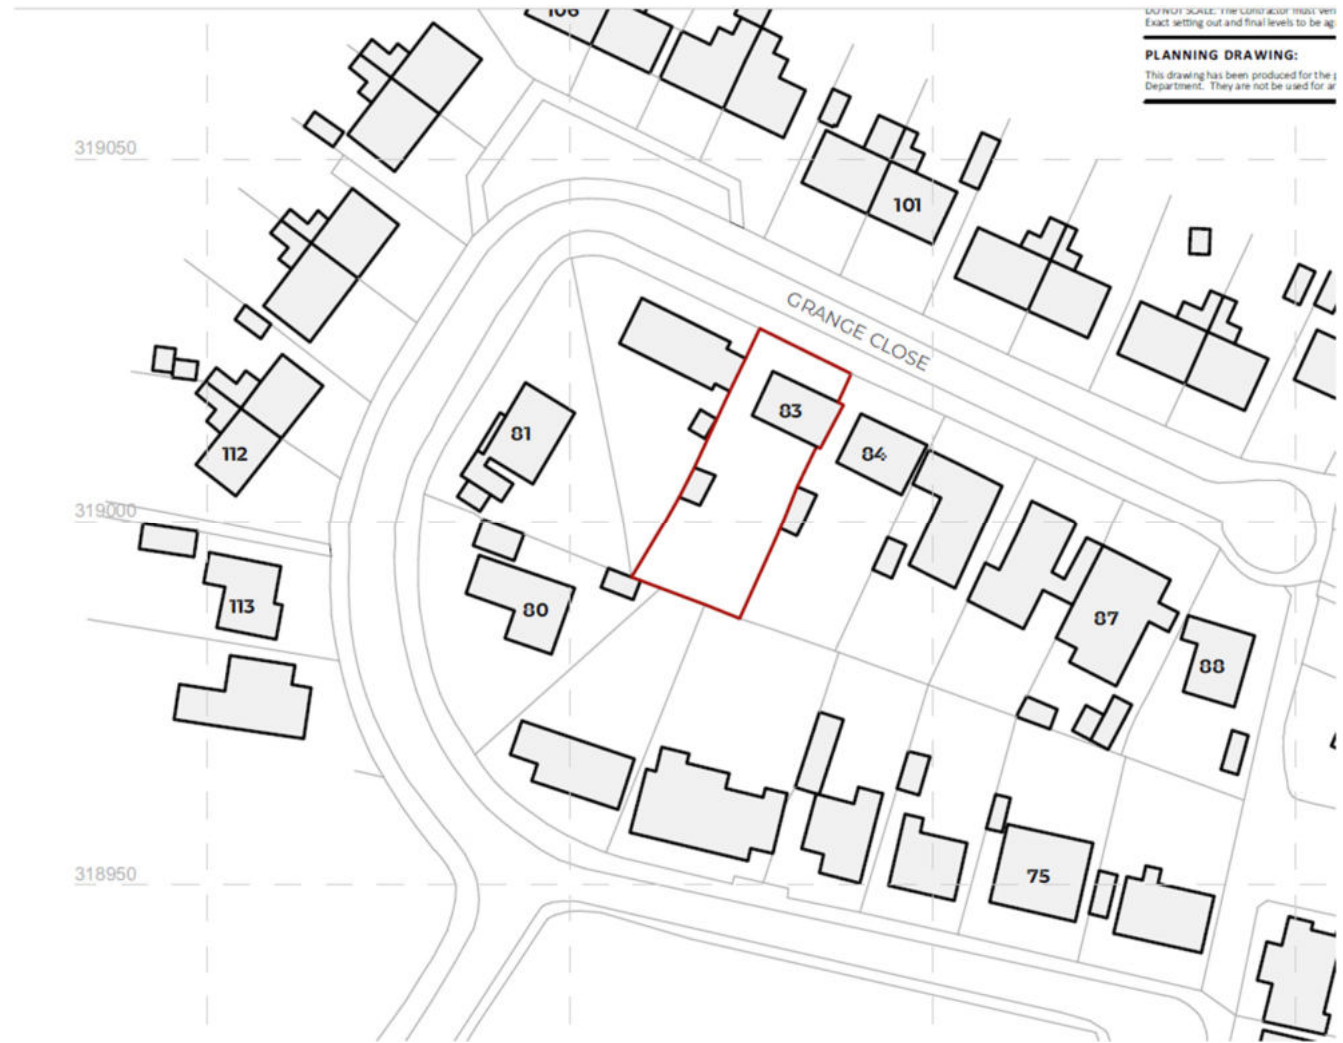 106
Exact setting out and final levels to be ag
PLANNING DRAWING:
This drawing has been produced for the
Department. They are not be used for ar
319050
101
GRANGE CLOSE
83
81
84
112
319000
113
80
87
88
318950
75